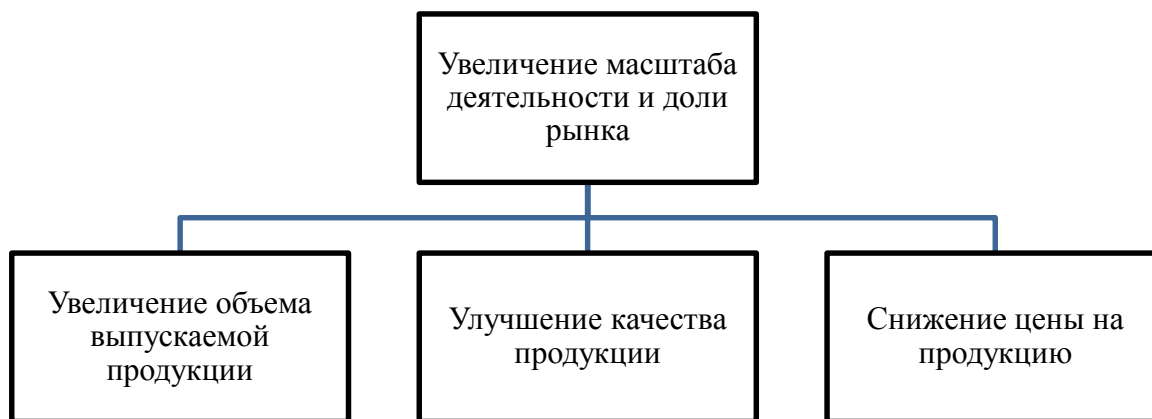 Увеличение масштаба
деятельности и доли
рынка
Увеличение объема
выпускаемой
продукции
Улучшение качества
продукции
Снижение цены на
продукцию